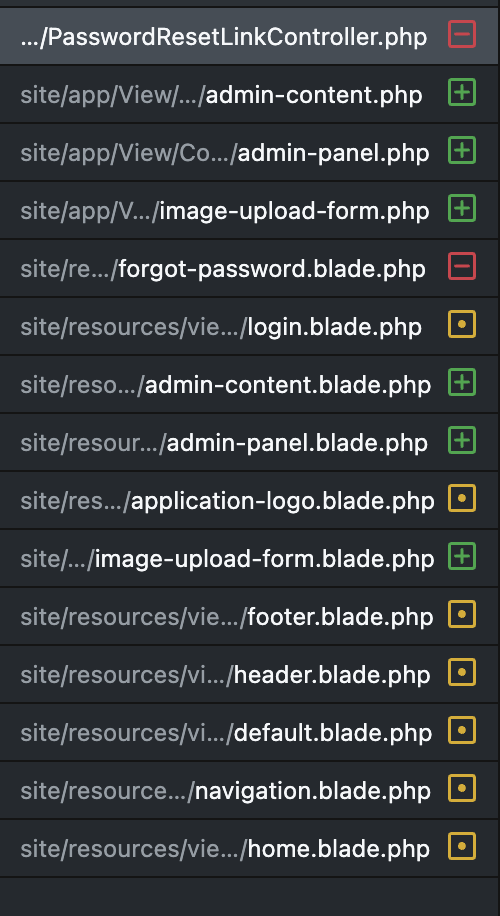 .../PasswordResetLinkController.php
site/app/View/.../admin-content.php
site/app/View/Co.../admin-panel.php
site/app/V.../image-upload-form.php
site/re.../forgot-password.blade.php
site/resources/vie.../login.blade.php
site/reso.../admin-content.blade.php
site/resour.../admin-panel.blade.php
site/res.../application-logo.blade.php
site/.../image-upload-form.blade.php
site/resources/vie.../footer.blade.php
site/resources/vi.../header.blade.php
site/resources/vi.../default.blade.php
site/resource.../navigation.blade.php
site/resources/vie.../home.blade.php